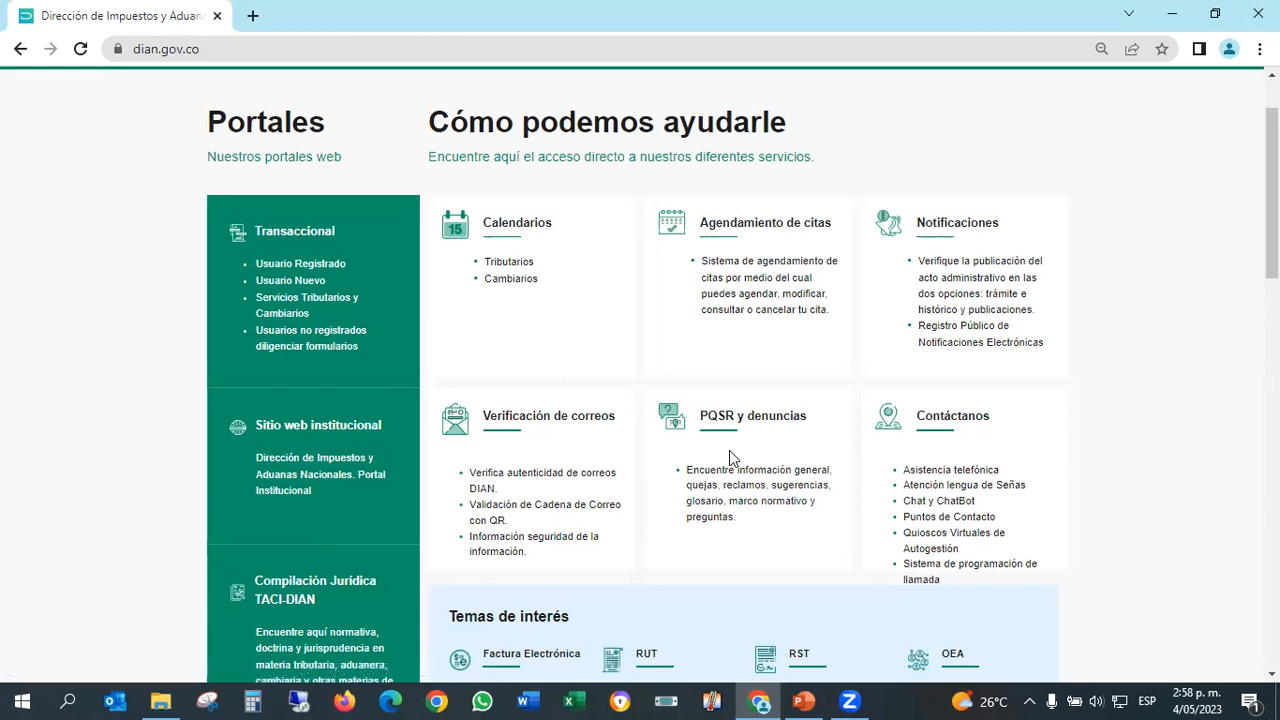 Dirección de Impuestos y Aduana
dian.gov.co
Portales
Nuestros portales web
Cómo podemos ayudarle
Encuentre aquí el acceso directo a nuestros diferentes servicios.
Transaccional
Usuario Registrado
Usuario Nuevo
Servicios Tributarios y
Cambiarios
Usuarios no registrados
diligenciar formularios
Sitio web institucional
Dirección de Impuestos y
Aduanas Nacionales. Portal
Institucional
Compilación Jurídica
TACI-DIAN
Encuentre aquí normativa,
doctrina y jurisprudencia en
materia tributaria, aduanera,
cambiaria y otras materias de
15
Calendarios
Tributarios
Cambiarios
Agendamiento de citas
Sistema de agendamiento de
citas por medio del cual
puedes agendar, modificar,
consultar o cancelar tu cita.
Notificaciones
Verifique la publicación del
acto administrativo en las
dos opciones: trámite e
histórico y publicaciones.
Registro Público de
Notificaciones Electrónicas
Verificación de correos
Verifica autenticidad de correos
DIAN.
Validación de Cadena de Correo
con QR.
Información seguridad de la
información.
PQSR y denuncias
Encuentre información general,
quejas, reclamos, sugerencias,
glosario, marco normativo y
preguntas.
Contáctanos
Asistencia telefónica
Atención lengua de Señas
Chat y ChatBot
Puntos de Contacto
Quioscos Virtuales de
Autogestión
Sistema de programación de
llamada
Temas de interés
Factura Electrónica
RUT
RST
OEA
26°C
ESP
2:58 p. m.
4/05/2023
1